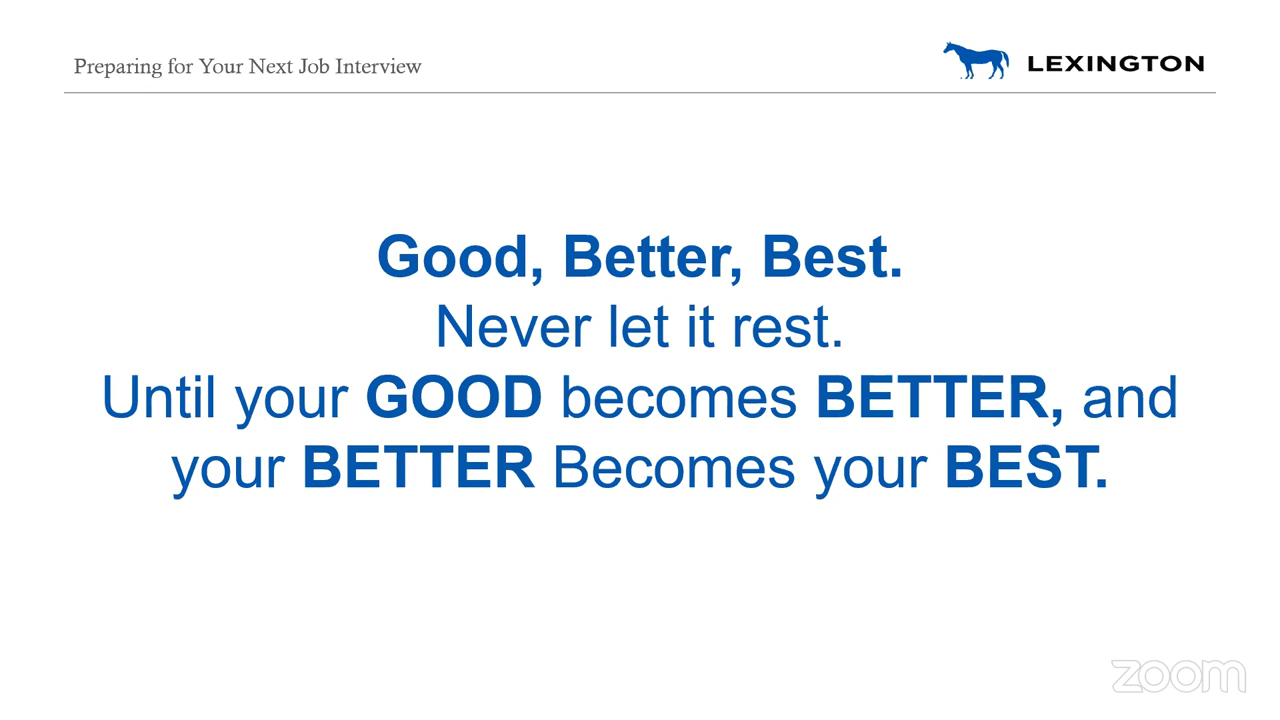 Preparing for Your Next Job Interview
LEXINGTON
Good, Better, Best.
Never let it rest.
Until your GOOD becomes BETTER, and
your BETTER Becomes your BEST.
zoom